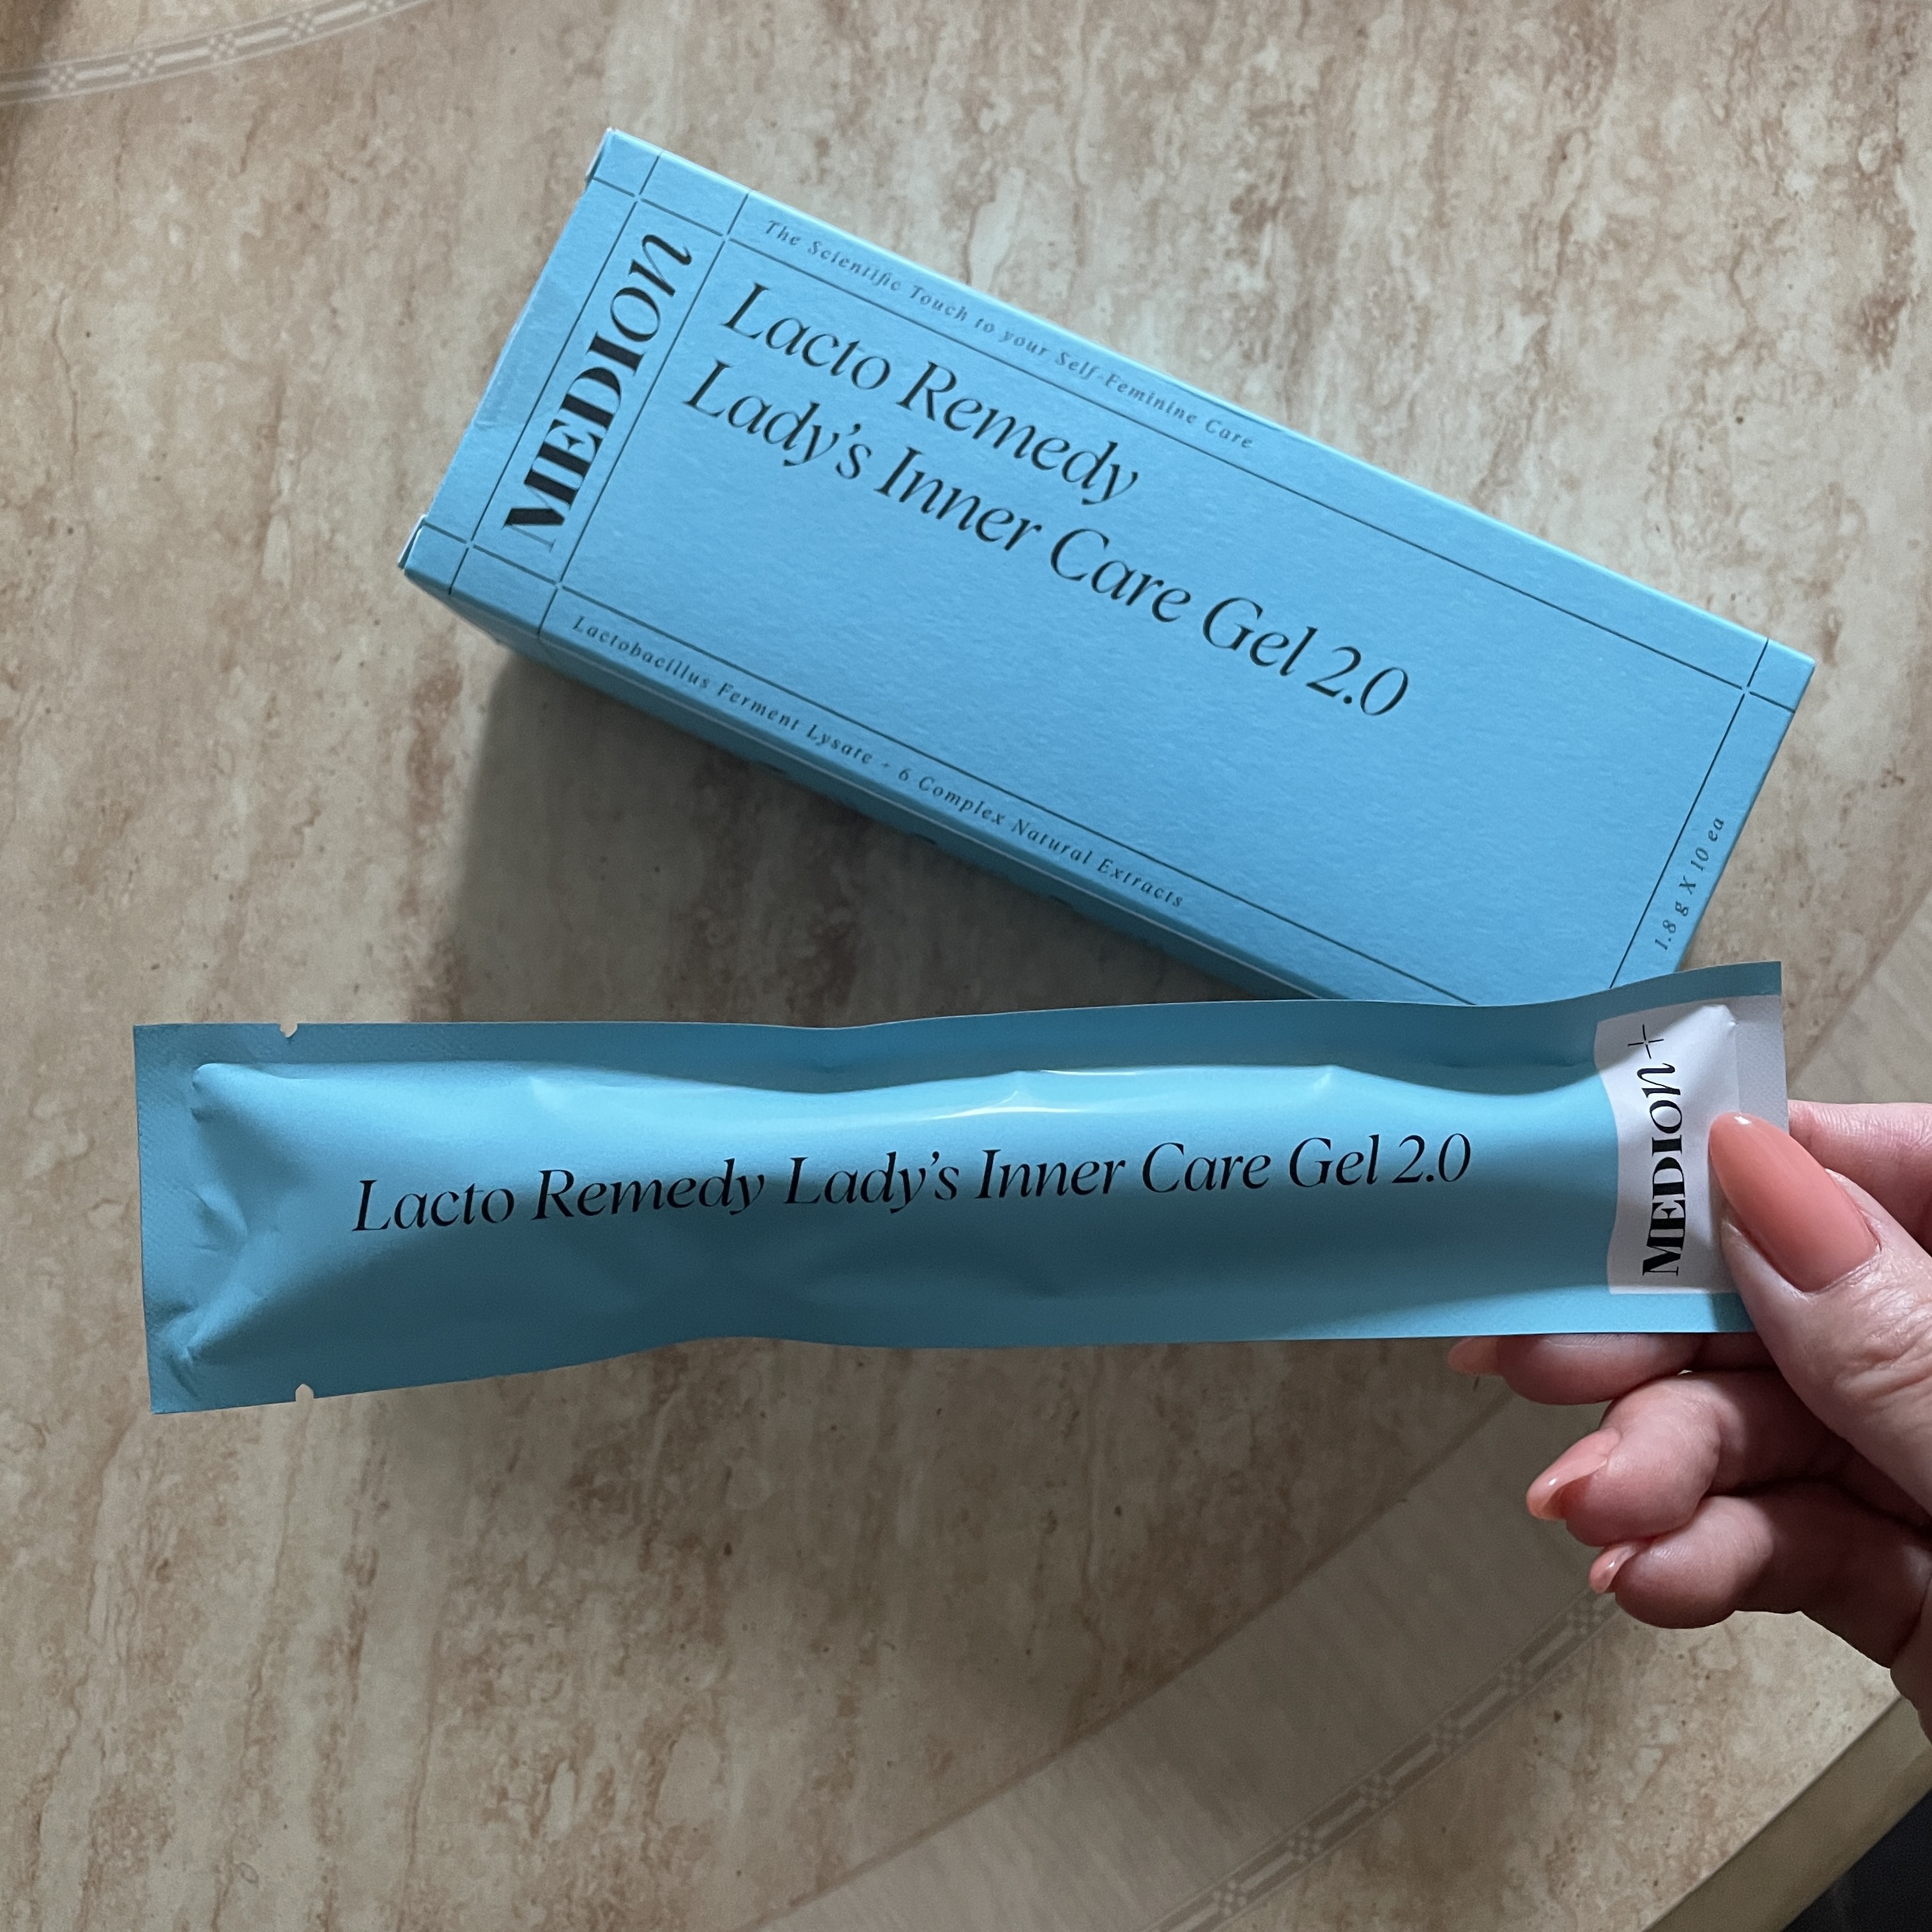 MEDION
The Scientific Touch to your Self-Feminine Care
Lacto Remedy
Lady's Inner Care Gel 2.0
Lactobacillus Ferment Lysate + 6 Complex Natural Extracts
1.8 g X 10 ea
Lacto Remedy Lady's Inner Care Gel 2.0
MEDION+